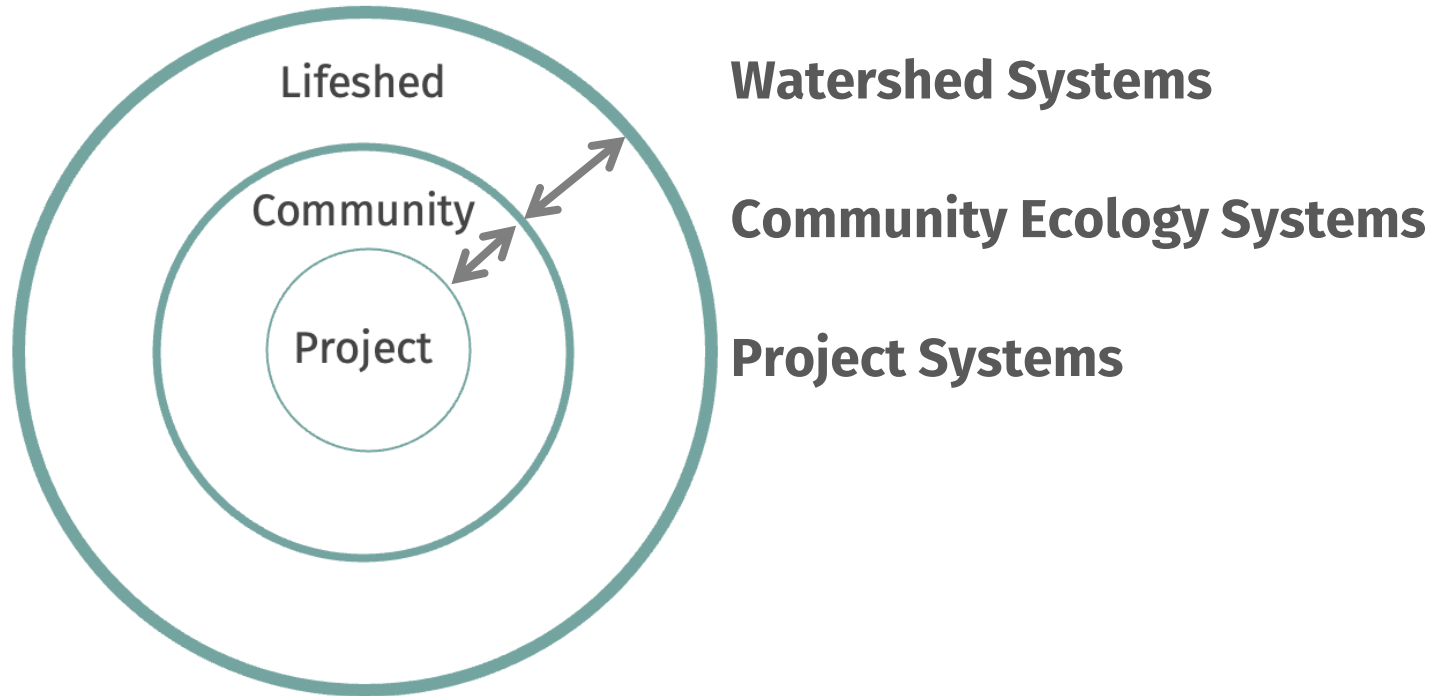 Lifeshed
Watershed Systems
Community
Community Ecology Systems
Project
Project Systems